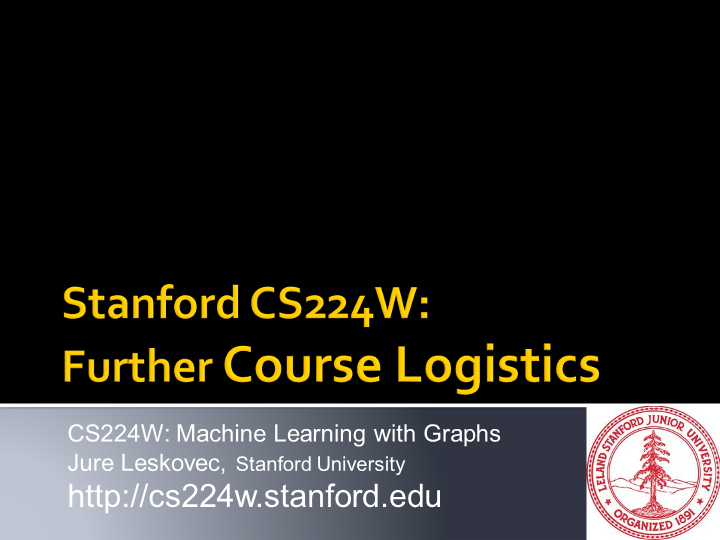 Stanford CS224W:
Further Course Logistics
CS224W: Machine Learning with Graphs
Jure Leskovec, Stanford University
http://cs224w.stanford.edu
LELAND STANFORD JUNIOR UNIVERSITY
ORGANIZED 1891